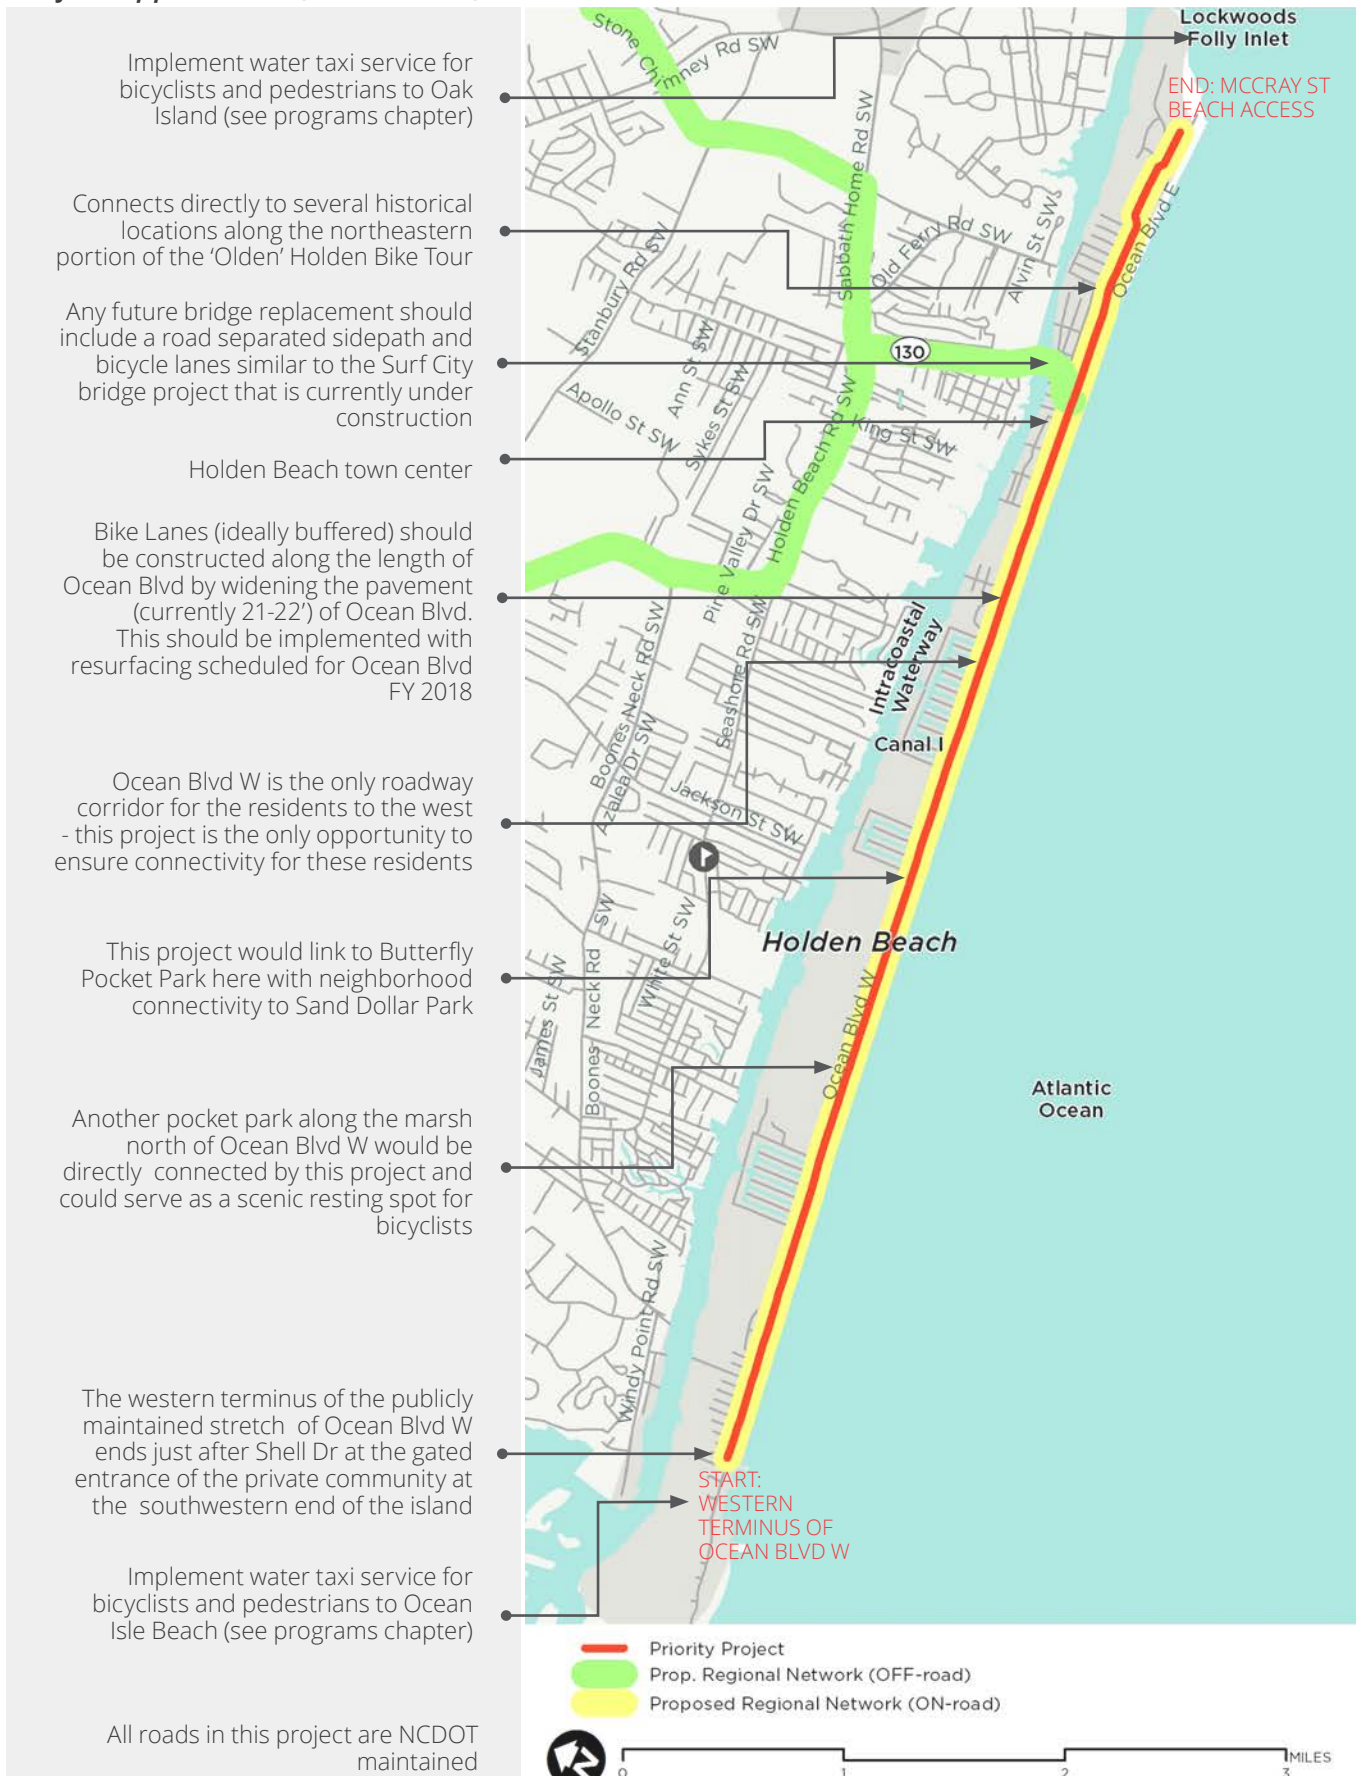 Implement water taxi service for
bicyclists and pedestrians to Oak
Island (see programs chapter)
Connects directly to several historical
locations along the northeastern
portion of the ‘Olden’ Holden Bike Tour
Any future bridge replacement should
include a road separated sidepath and
bicycle lanes similar to the Surf City
bridge project that is currently under
construction
Holden Beach town center
Bike Lanes (ideally buffered) should
be constructed along the length of
Ocean Blvd by widening the pavement
(currently 21-22’) of Ocean Blvd.
This should be implemented with
resurfacing scheduled for Ocean Blvd
FY 2018
Ocean Blvd W is the only roadway
corridor for the residents to the west
- this project is the only opportunity to
ensure connectivity for these residents
This project would link to Butterfly
Pocket Park here with neighborhood
connectivity to Sand Dollar Park
Another pocket park along the marsh
north of Ocean Blvd W would be
directly connected by this project and
could serve as a scenic resting spot for
bicyclists
The western terminus of the publicly
maintained stretch of Ocean Blvd W
ends just after Shell Dr at the gated
entrance of the private community at
the southwestern end of the island
Implement water taxi service for
bicyclists and pedestrians to Ocean
Isle Beach (see programs chapter)
All roads in this project are NCDOT
maintained
Lockwoods
Folly Inlet
END: MCCRAY ST
BEACH ACCESS
Stone Chimney Rd SW
Sabbath Home Rd SW
Old Ferry Rd SW
Alvin St SW
Ocean Blvd E
Stanbury Rd SW
130
Ann St SW
Apollo St SW
Sykes St SW
King St SW
Holden Beach Rd SW
Pine Valley Dr SW
Boones Neck Rd SW
Seashore Rd SW
Intracoastal
Waterway
Canal I
Azalea Dr SW
Jackson St SW
Holden Beach
White St SW
James St SW
Boones Neck Rd SW
Ocean Blvd W
Atlantic
Ocean
Windy Point Rd SW
START:
WESTERN
TERMINUS OF
OCEAN BLVD W
Priority Project
Prop. Regional Network (OFF-road)
Proposed Regional Network (ON-road)
N
0 1 2 3 MILES